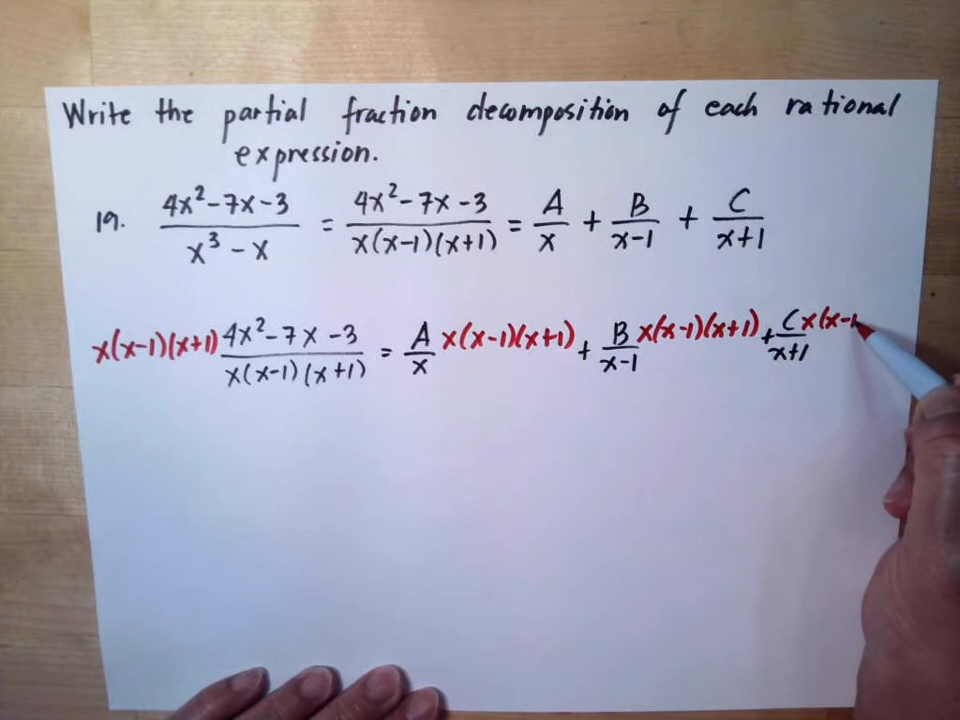 Write the partial fraction decomposition of each rational
expression.
19. (4x²-7x-3)/(x³-x) = (4x²-7x-3)/(x(x-1)(x+1)) = A/x + B/(x-1) + C/(x+1)
x(x-1)(x+1) (4x²-7x-3)/(x(x-1)(x+1)) = A/x x(x-1)(x+1) + B/(x-1) x(x-1)(x+1) + C/(x+1) x(x-1